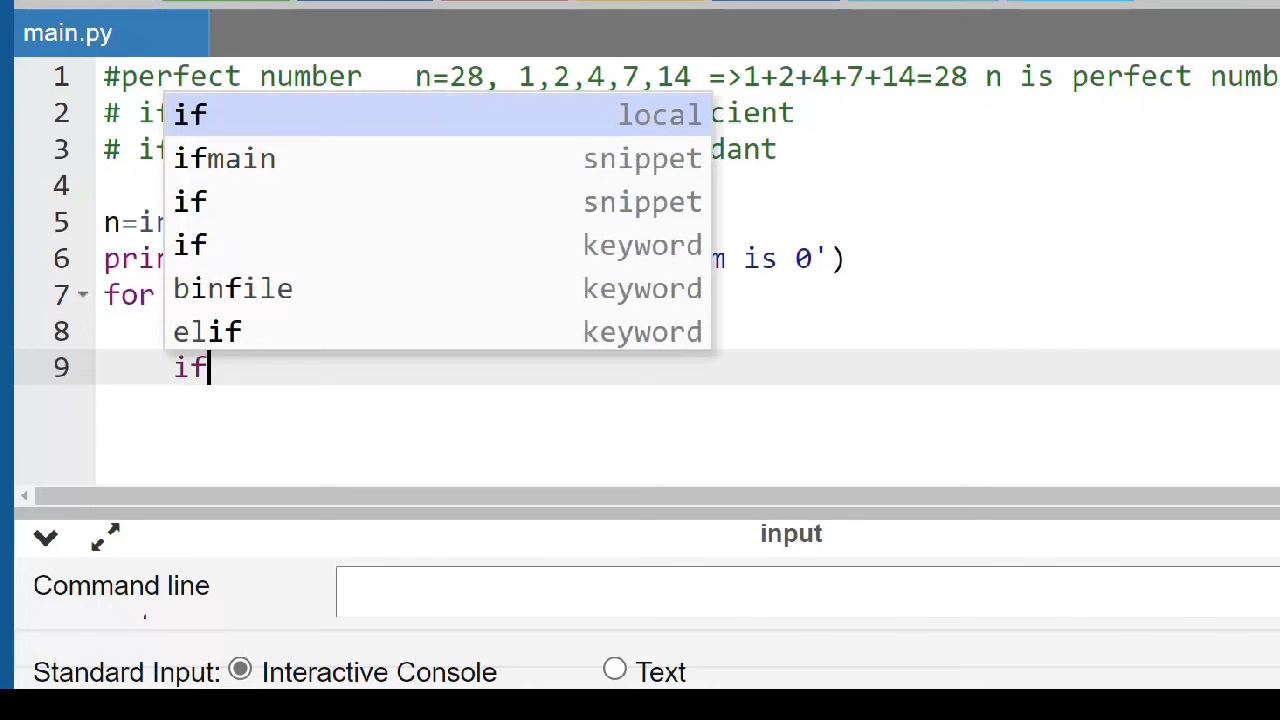 main.py
1 #perfect number n=28, 1,2,4,7,14 =>1+2+4+7+14=28 n is perfect numb
2 # if
if local
cient
3 # if
ifmain snippet
dant
4
if snippet
5 n=in
if keyword
6 prin
m is 0')
7 for
binfile keyword
8
elif keyword
9 if
input
Command line
Standard Input: Interactive Console Text